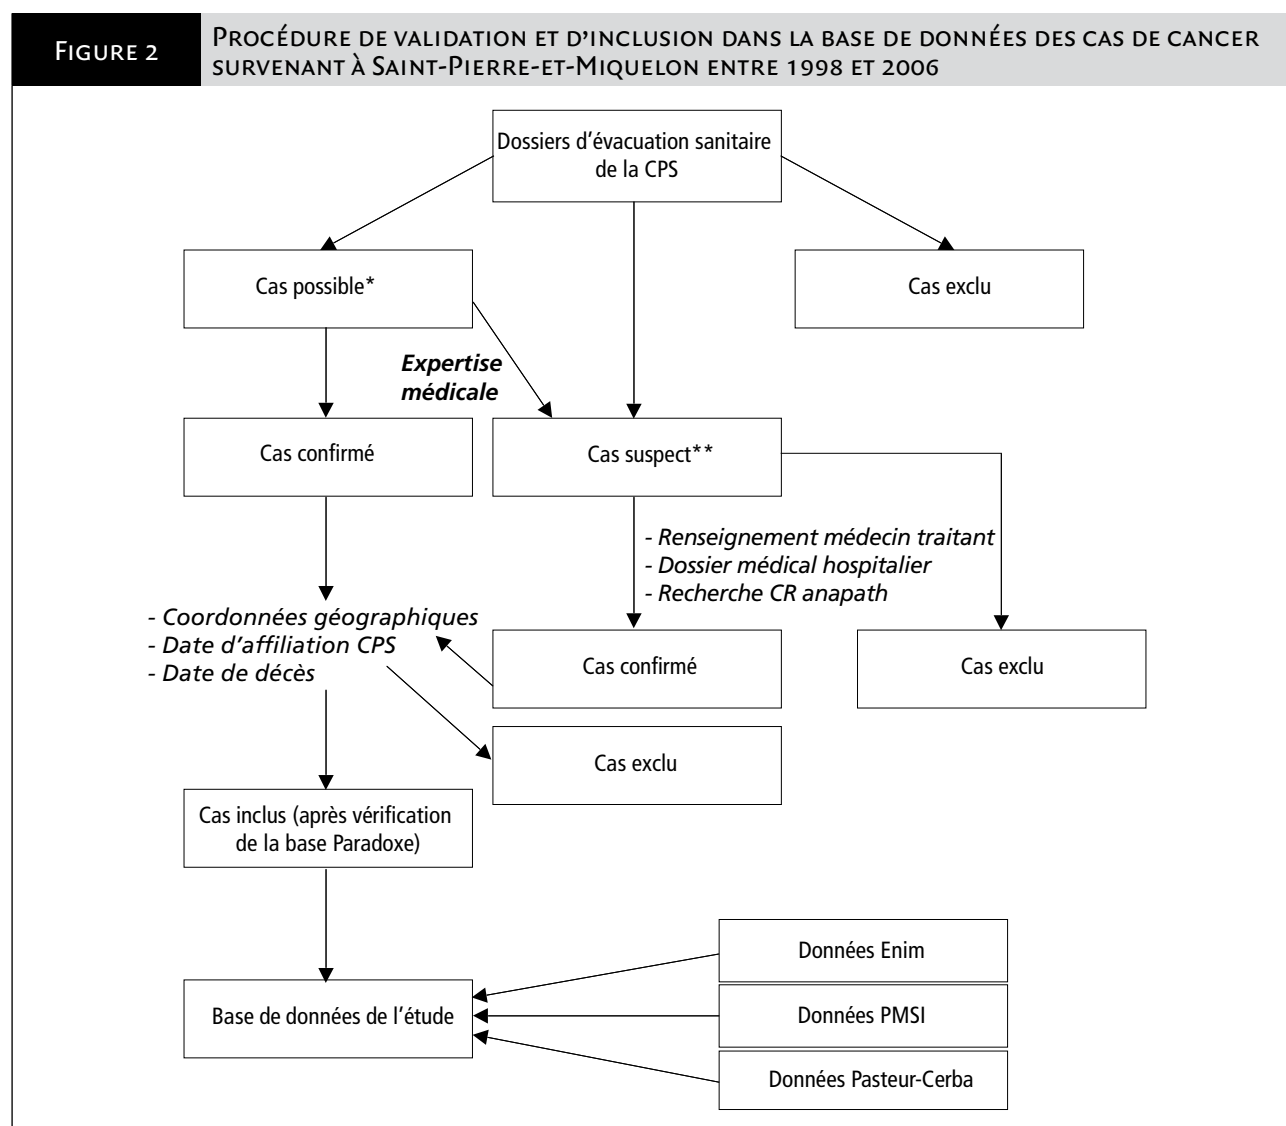 FIGURE 2
PROCÉDURE DE VALIDATION ET D'INCLUSION DANS LA BASE DE DONNÉES DES CAS DE CANCER
SURVENANT À SAINT-PIERRE-ET-MIQUELON ENTRE 1998 ET 2006
Dossiers d'évacuation sanitaire
de la CPS
Cas possible*
Cas exclu
Expertise
médicale
Cas confirmé
Cas suspect**
- Renseignement médecin traitant
- Dossier médical hospitalier
- Recherche CR anapath
- Coordonnées géographiques
- Date d'affiliation CPS
- Date de décès
Cas confirmé
Cas exclu
Cas exclu
Cas inclus (après vérification
de la base Paradoxe)
Données Enim
Base de données de l'étude
Données PMSI
Données Pasteur-Cerba